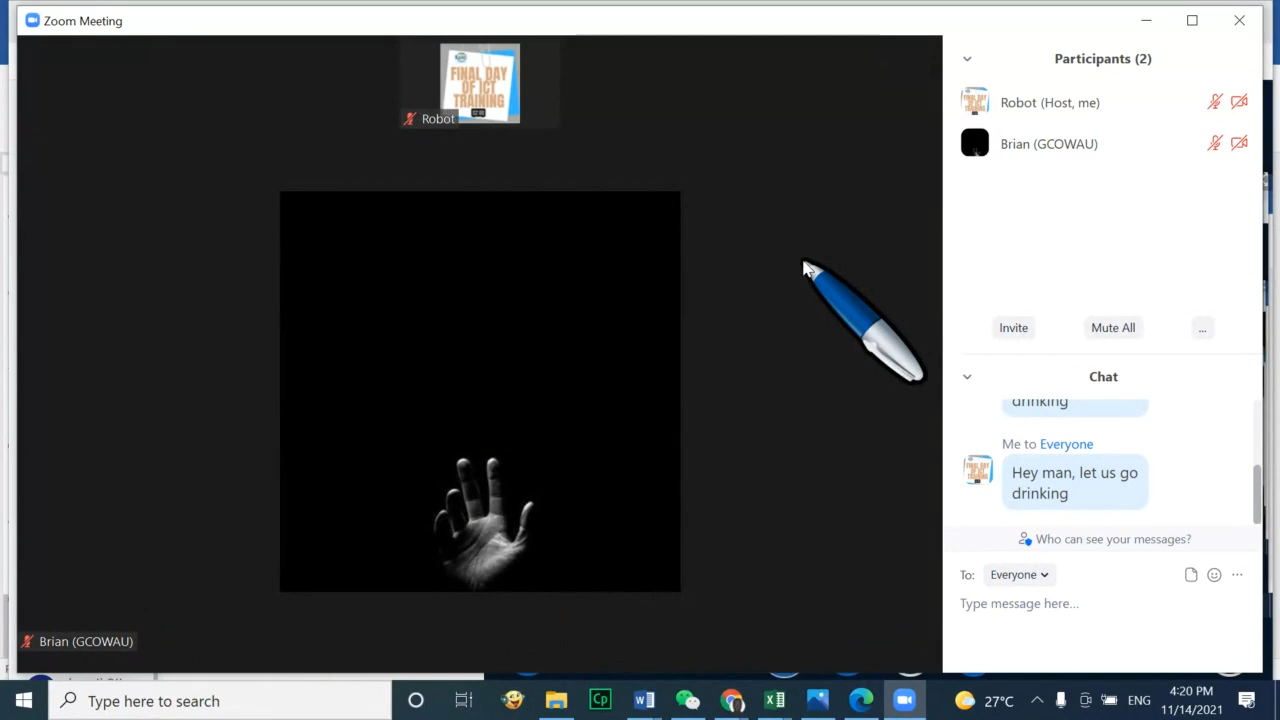 Zoom Meeting
FINAL DAY
OF ICT
TRAINING
Robot
Brian (GCOWAU)
Participants (2)
Robot (Host, me)
Brian (GCOWAU)
Invite
Mute All
...
Chat
drinking
Me to Everyone
Hey man, let us go
drinking
Who can see your messages?
To:
Everyone
Type message here...
Type here to search
27°C
ENG
4:20 PM
11/14/2021